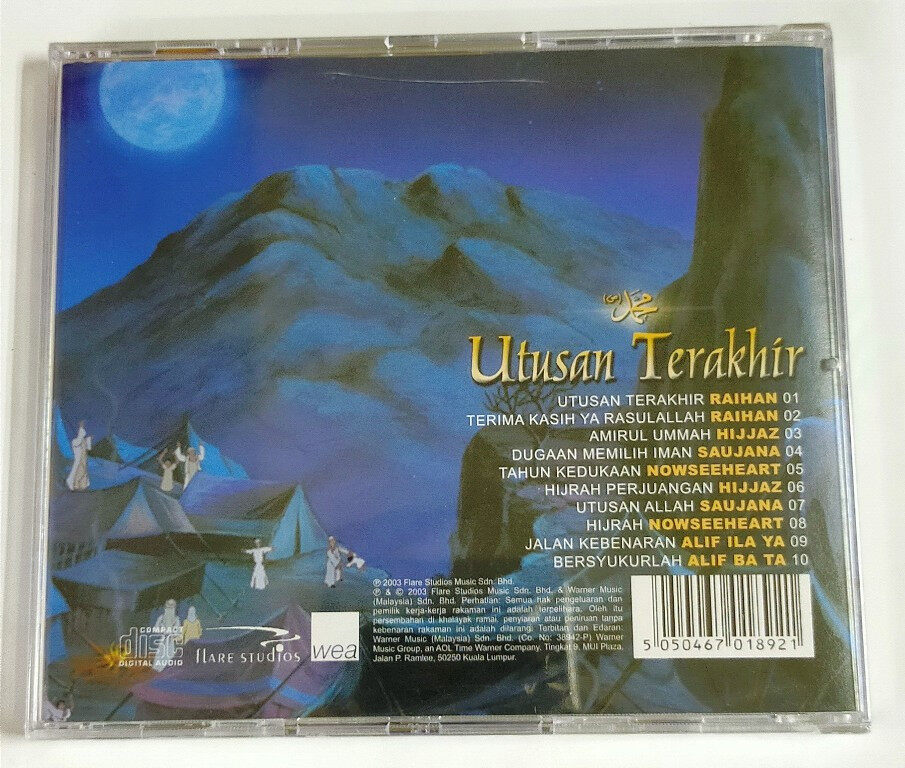 محمد (ص)
Utusan Terakhir
UTUSAN TERAKHIR RAIHAN 01
TERIMA KASIH YA RASULALLAH RAIHAN 02
AMIRUL UMMAH HIJJAZ 03
DUGAAN MEMILIH IMAN SAUJANA 04
TAHUN KEDUKAAN NOWSEEHEART 05
HIJRAH PERJUANGAN HIJJAZ 06
UTUSAN ALLAH SAUJANA 07
HIJRAH NOWSEEHEART 08
JALAN KEBENARAN ALIF ILA YA 09
BERSYUKURLAH ALIF BA TA 10
℗ 2003 Flare Studios Music Sdn. Bhd.
℗ & © 2003 Flare Studios Music Sdn. Bhd. & Warner Music
(Malaysia) Sdn. Bhd. Perhatian: Semua hak pengeluaran dan
pemilik kerja-kerja rakaman ini adalah terpelihara. Oleh itu
persembahan di khalayak ramai, penyiaran atau peniruan tanpa
kebenaran rakaman ini adalah dilarang. Terbitan dan Edaran:
Warner Music (Malaysia) Sdn. Bhd. (Co. No: 38942-P) Warner
Music Group, an AOL Time Warner Company. Tingkat 9, MUI Plaza,
Jalan P. Ramlee, 50250 Kuala Lumpur.
COMPACT
disc
DIGITAL AUDIO
FLARE STUDIOS
wea
5 050467 018921